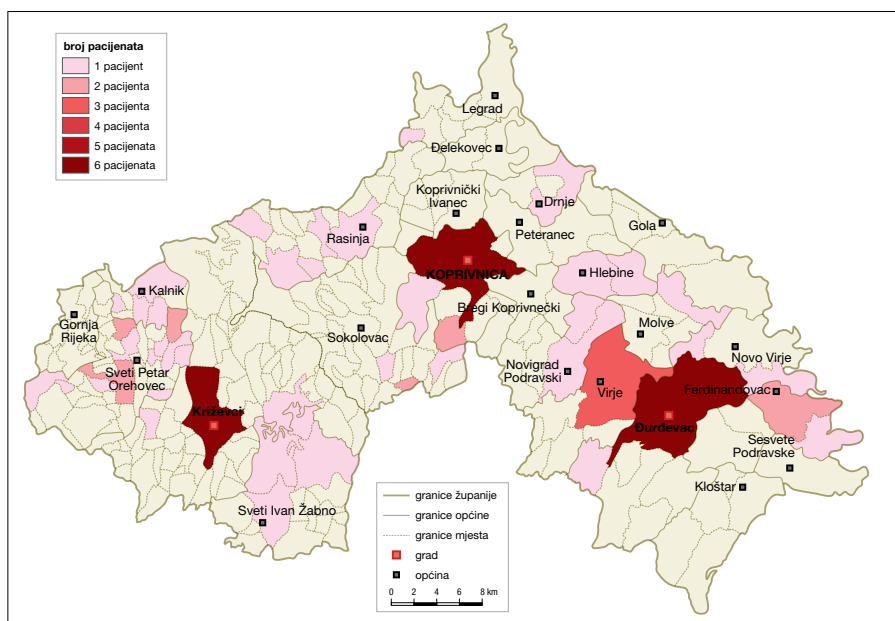 broj pacijenata
1 pacijent
2 pacijenta
3 pacijenta
4 pacijenta
5 pacijenata
6 pacijenata
Legrad
Đelekovec
Koprivnički
Ivanec
Drnje
Peteranec
Gola
Rasinja
KOPRIVNICA
Hlebine
Kalnik
Bregi Koprivnečki
Gornja
Rijeka
Sokolovac
Molve
Novo Virje
Sveti Petar
Orehovec
Novigrad
Podravski
Virje
Ferdinandovac
Križevci
Đurđevac
Sesvete
Podravske
Kloštar
Sveti Ivan Žabno
granice županije
granice općine
granice mjesta
grad
općina
0 2 4 6 8 km